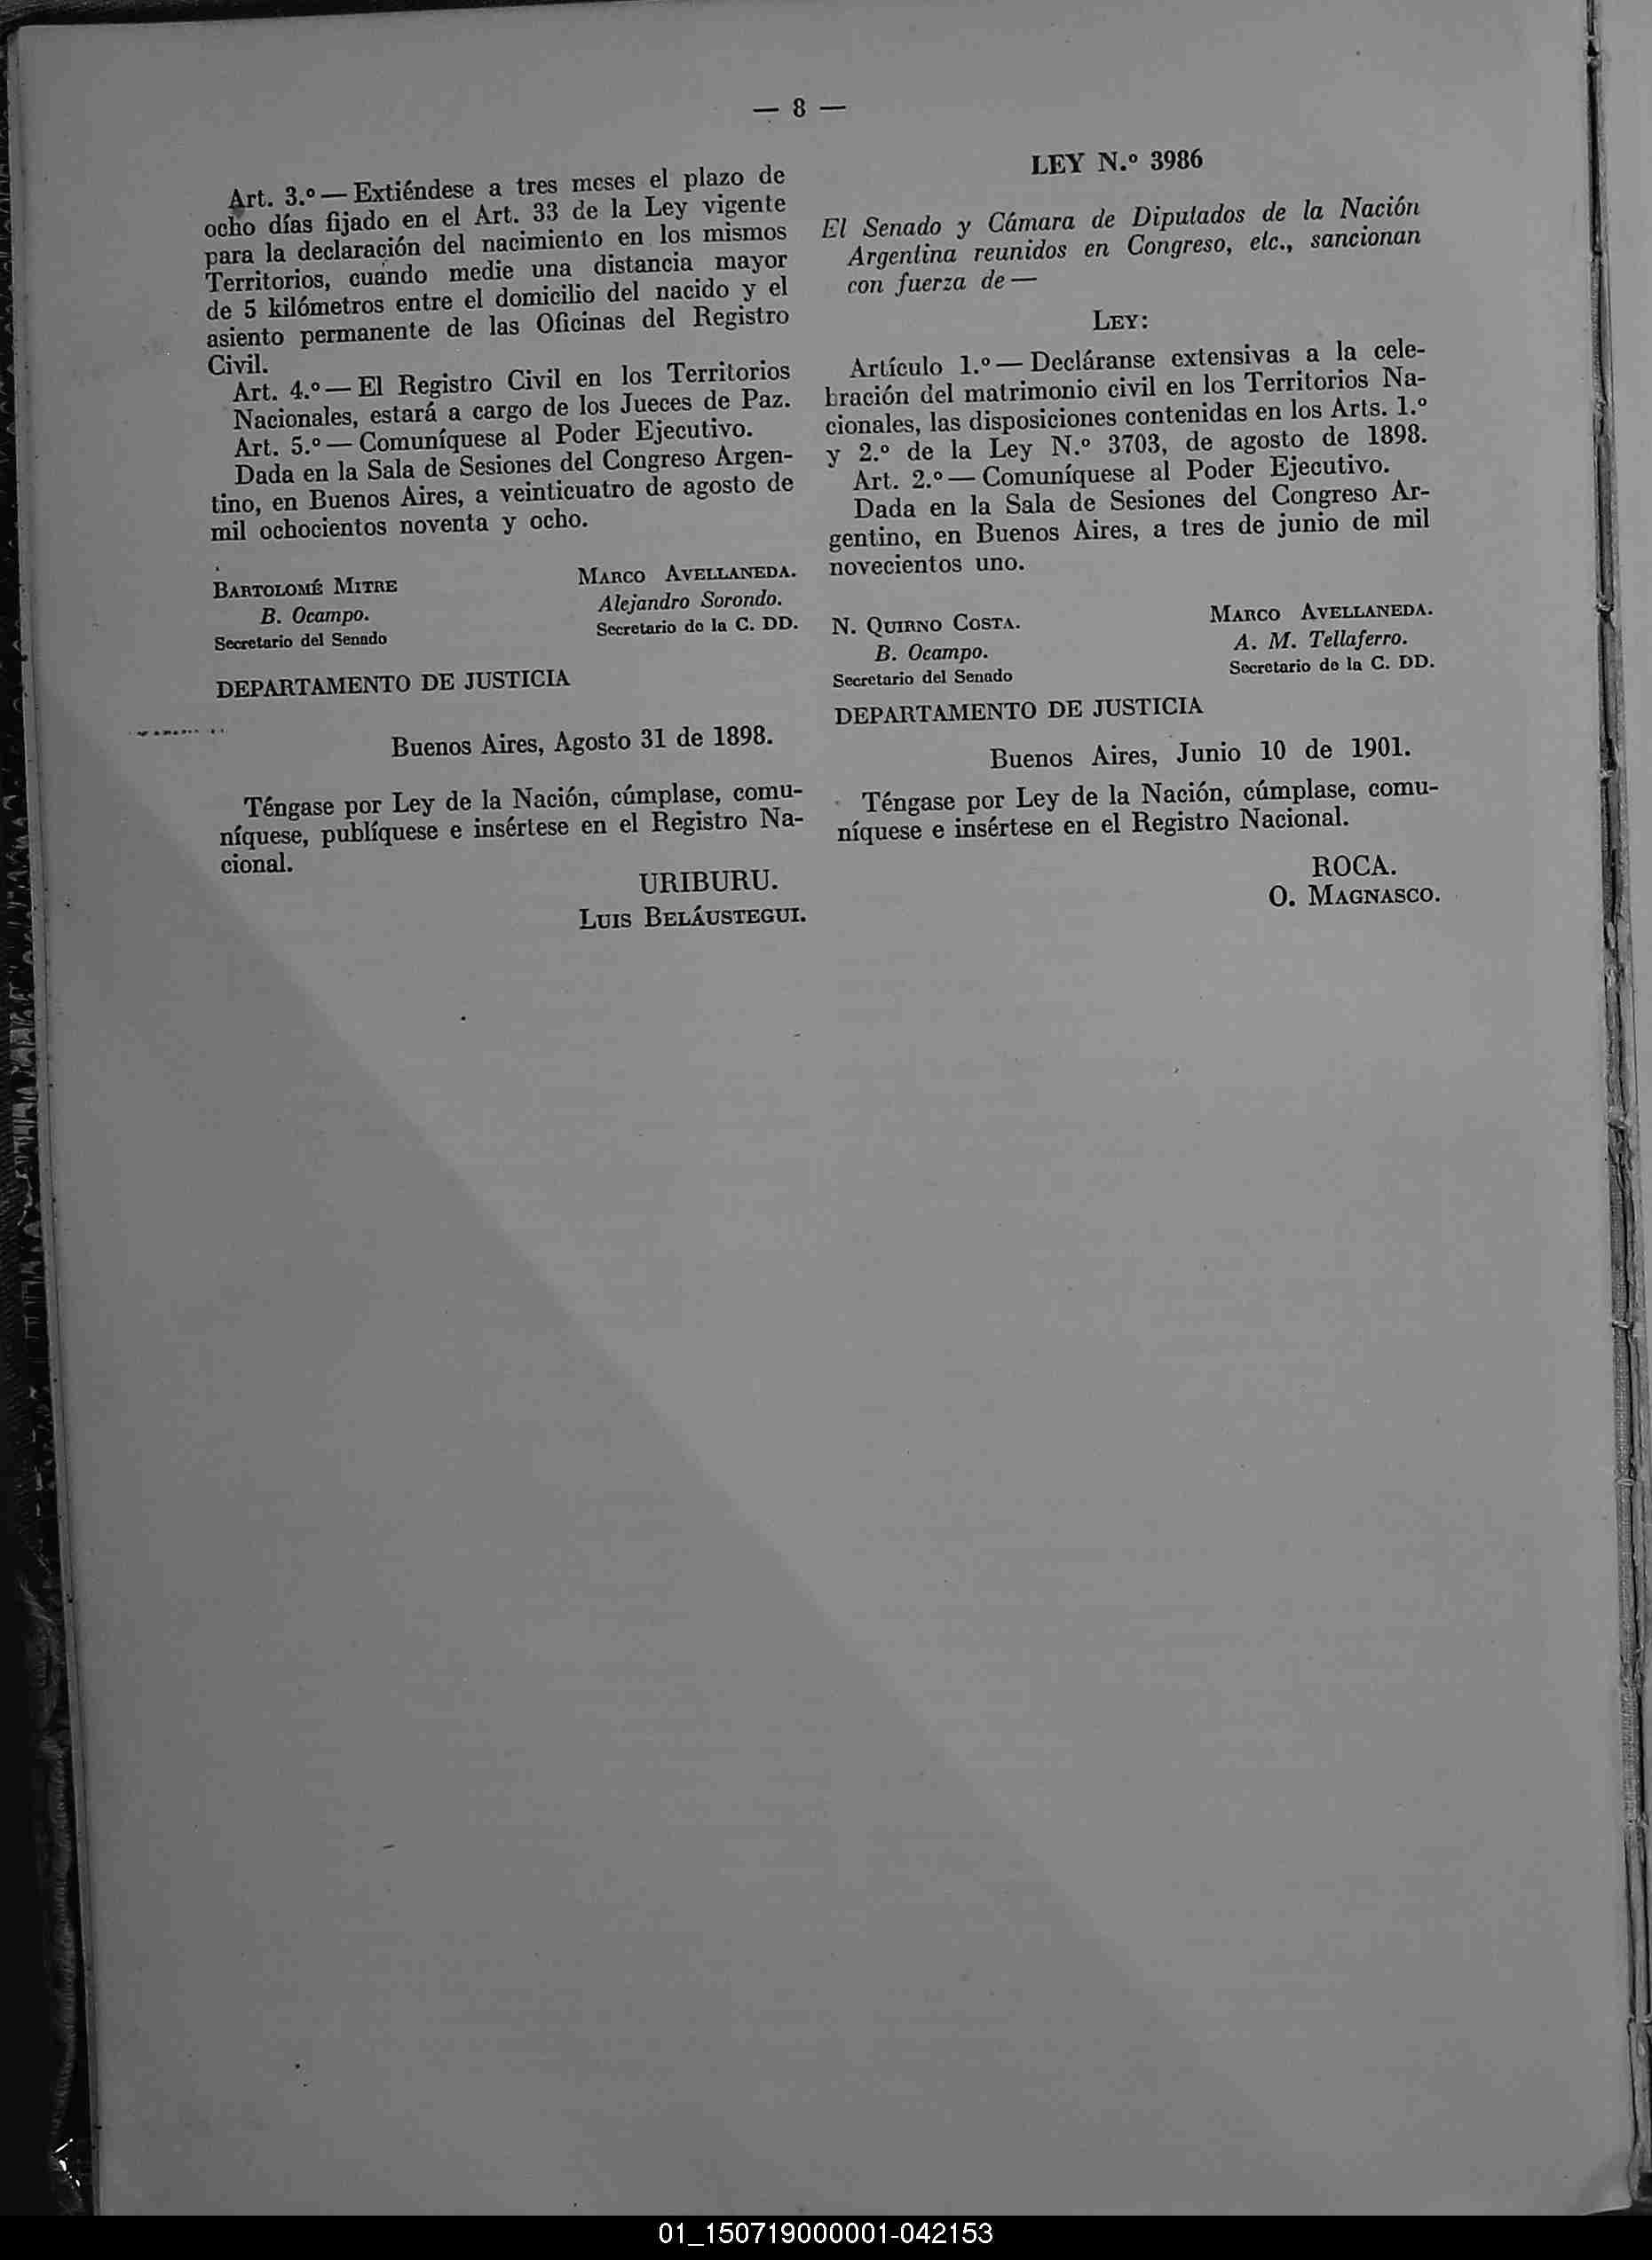 — 8 —
Art. 3.º — Extiéndese a tres meses el plazo de
ocho días fijado en el Art. 33 de la Ley vigente
para la declaración del nacimiento en los mismos
Territorios, cuando medie una distancia mayor
de 5 kilómetros entre el domicilio del nacido y el
asiento permanente de las Oficinas del Registro
Civil.
Art. 4.º — El Registro Civil en los Territorios
Nacionales, estará a cargo de los Jueces de Paz.
Art. 5.º — Comuníquese al Poder Ejecutivo.
Dada en la Sala de Sesiones del Congreso Argen-
tino, en Buenos Aires, a veinticuatro de agosto de
mil ochocientos noventa y ocho.
BARTOLOMÉ MITRE MARCO AVELLANEDA.
B. Ocampo. Alejandro Sorondo.
Secretario del Senado Secretario de la C. DD.
DEPARTAMENTO DE JUSTICIA
Buenos Aires, Agosto 31 de 1898.
Téngase por Ley de la Nación, cúmplase, comu-
níquese, publíquese e insértese en el Registro Na-
cional.
URIBURU.
LUIS BELÁUSTEGUI.
LEY N.º 3986
El Senado y Cámara de Diputados de la Nación
Argentina reunidos en Congreso, etc., sancionan
con fuerza de —
LEY:
Artículo 1.º — Decláranse extensivas a la cele-
bración del matrimonio civil en los Territorios Na-
cionales, las disposiciones contenidas en los Arts. 1.º
y 2.º de la Ley N.º 3703, de agosto de 1898.
Art. 2.º — Comuníquese al Poder Ejecutivo.
Dada en la Sala de Sesiones del Congreso Ar-
gentino, en Buenos Aires, a tres de junio de mil
novecientos uno.
N. QUIRNO COSTA. MARCO AVELLANEDA.
B. Ocampo. A. M. Tellaferro.
Secretario del Senado Secretario de la C. DD.
DEPARTAMENTO DE JUSTICIA
Buenos Aires, Junio 10 de 1901.
Téngase por Ley de la Nación, cúmplase, comu-
níquese e insértese en el Registro Nacional.
ROCA.
O. MAGNASCO.
01_150719000001-042153